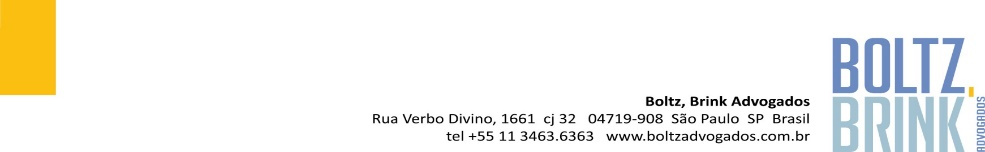 Boltz, Brink Advogados
Rua Verbo Divino, 1661 cj 32 04719-908 São Paulo SP Brasil
tel +55 11 3463.6363 www.boltzadvogados.com.br
BOLTZ,
BRINK
ADVOGADOS